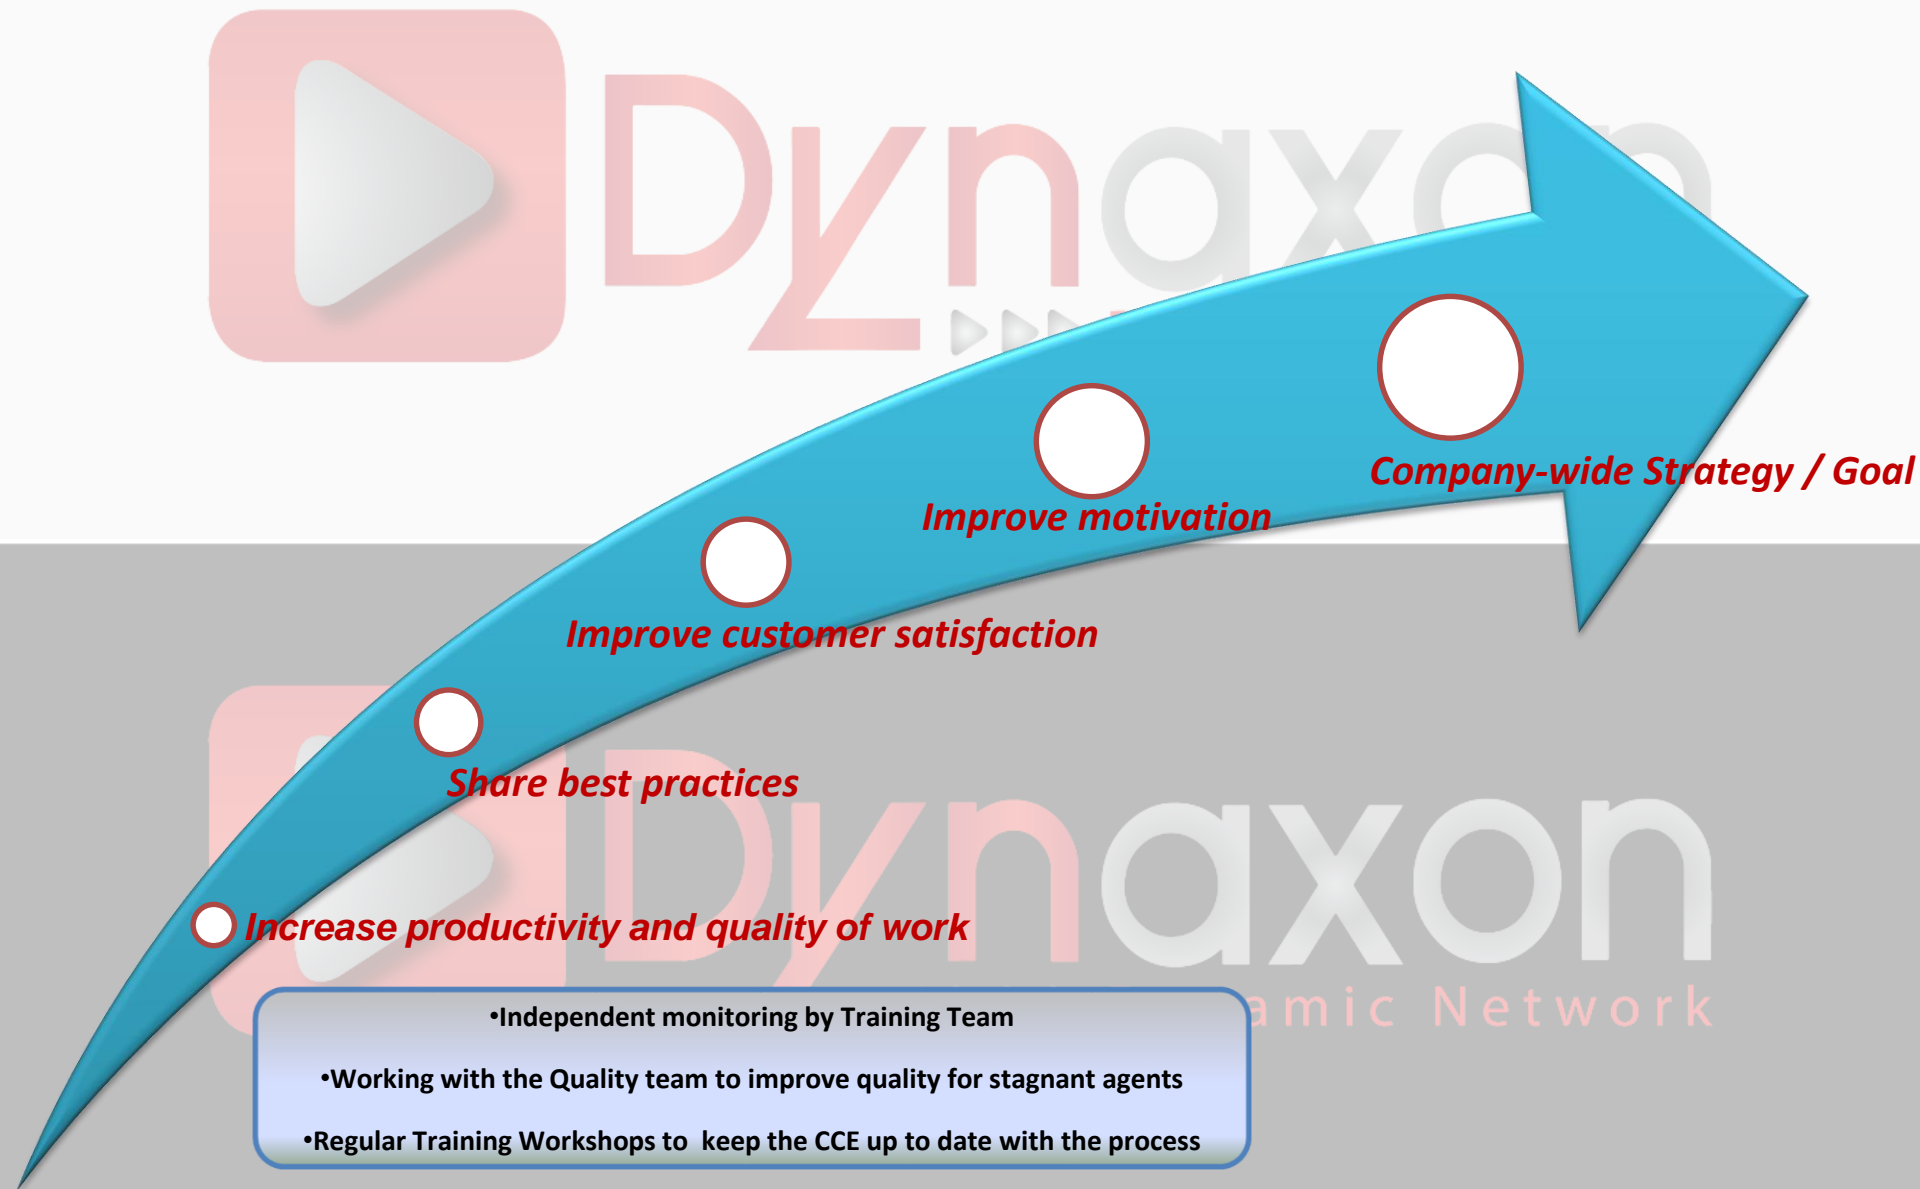 Dynaxon
Company-wide Strategy / Goal
Improve motivation
Improve customer satisfaction
Share best practices
Dynaxon
Increase productivity and quality of work
amic Network
•Independent monitoring by Training Team
•Working with the Quality team to improve quality for stagnant agents
•Regular Training Workshops to  keep the CCE up to date with the process